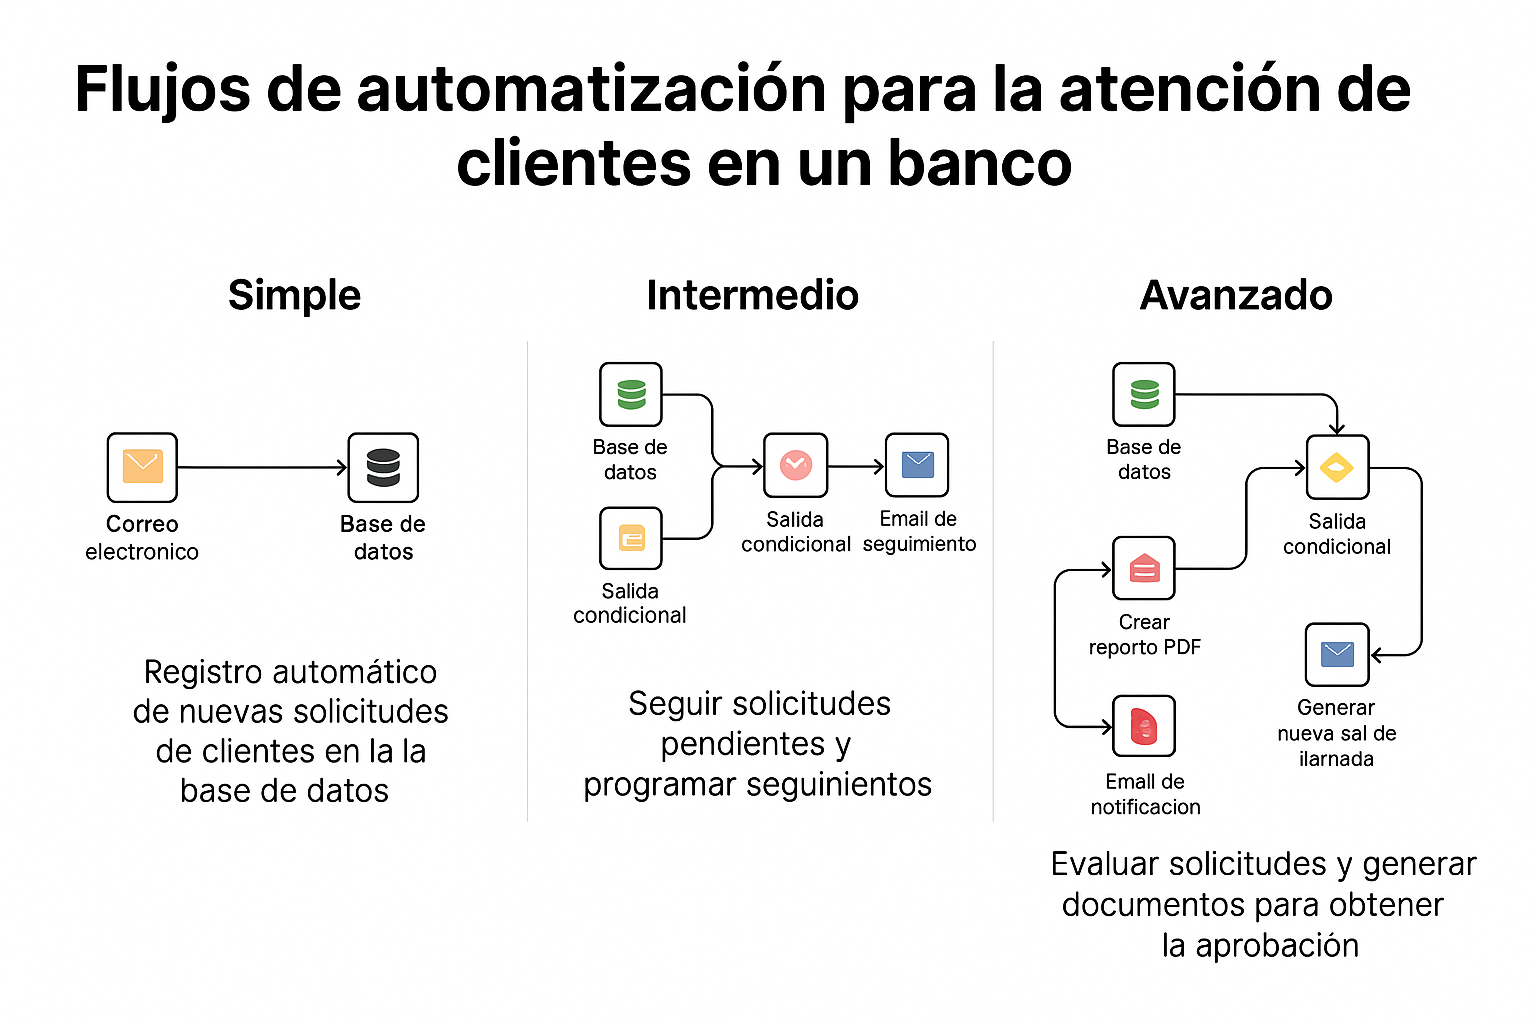 Flujos de automatización para la atención de
clientes en un banco
Simple
Correo
electronico
Base de
datos
Registro automático
de nuevas solicitudes
de clientes en la la
base de datos
Intermedio
Base de
datos
Salida
condicional
Salida
condicional
Email de
seguimiento
Seguir solicitudes
pendientes y
programar seguinientos
Avanzado
Base de
datos
Salida
condicional
Crear
reporto PDF
Generar
nueva sal de
ilarnada
Emall de
notificacion
Evaluar solicitudes y generar
documentos para obtener
la aprobación